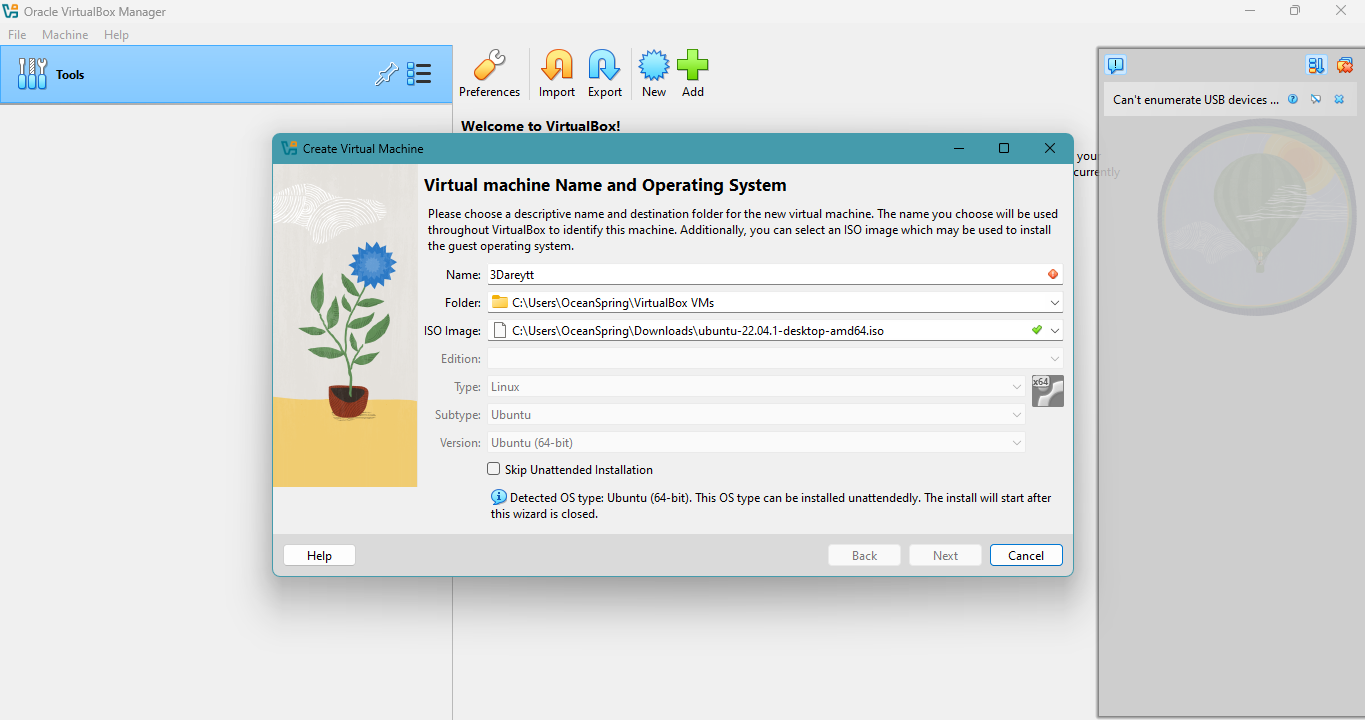 Oracle VirtualBox Manager
File Machine Help
Tools
Preferences Import Export New Add
Welcome to VirtualBox!
Can't enumerate USB devices ...
your
currently
Create Virtual Machine
Virtual machine Name and Operating System
Please choose a descriptive name and destination folder for the new virtual machine. The name you choose will be used
throughout VirtualBox to identify this machine. Additionally, you can select an ISO image which may be used to install
the guest operating system.
Name: 3Dareytt
Folder: C:\Users\OceanSpring\VirtualBox VMs
ISO Image: C:\Users\OceanSpring\Downloads\ubuntu-22.04.1-desktop-amd64.iso
Edition:
Type: Linux
x64
Subtype: Ubuntu
Version: Ubuntu (64-bit)
Skip Unattended Installation
Detected OS type: Ubuntu (64-bit). This OS type can be installed unattendedly. The install will start after
this wizard is closed.
Help Back Next Cancel